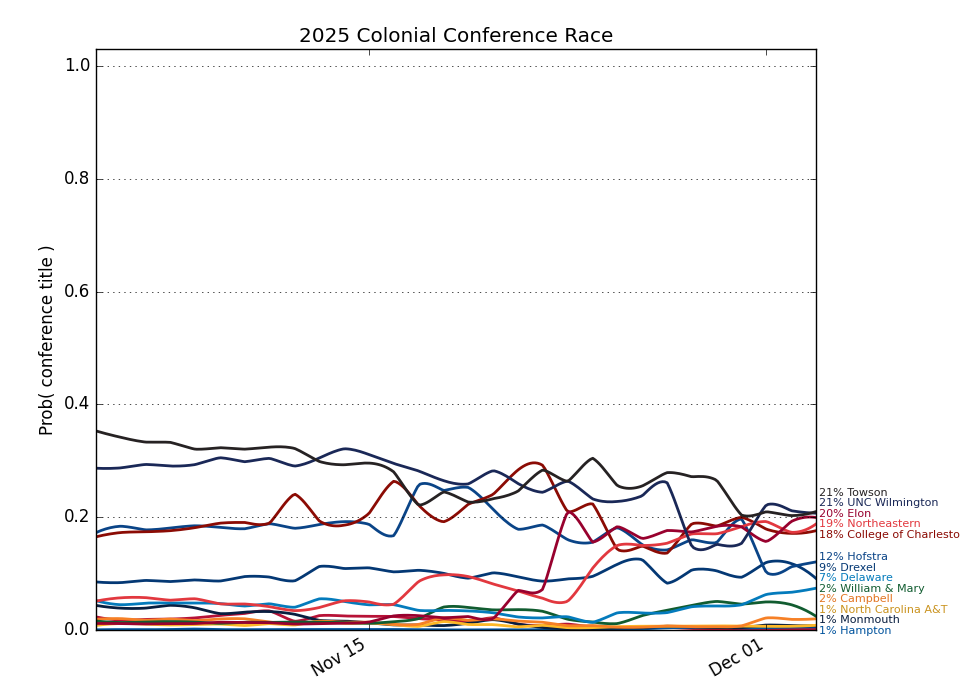 2025 Colonial Conference Race
Prob( conference title )
1.0
0.8
0.6
0.4
0.2
0.0
Nov 15
Dec 01
21% Towson
21% UNC Wilmington
20% Elon
19% Northeastern
18% College of Charlesto
12% Hofstra
9% Drexel
7% Delaware
2% William & Mary
2% Campbell
1% North Carolina A&T
1% Monmouth
1% Hampton